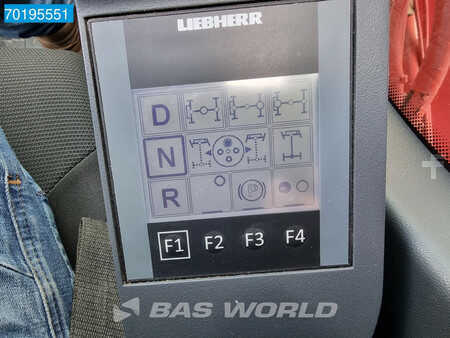 70195551
LIEBHERR
D
N
R
F1 F2 F3 F4
BAS WORLD